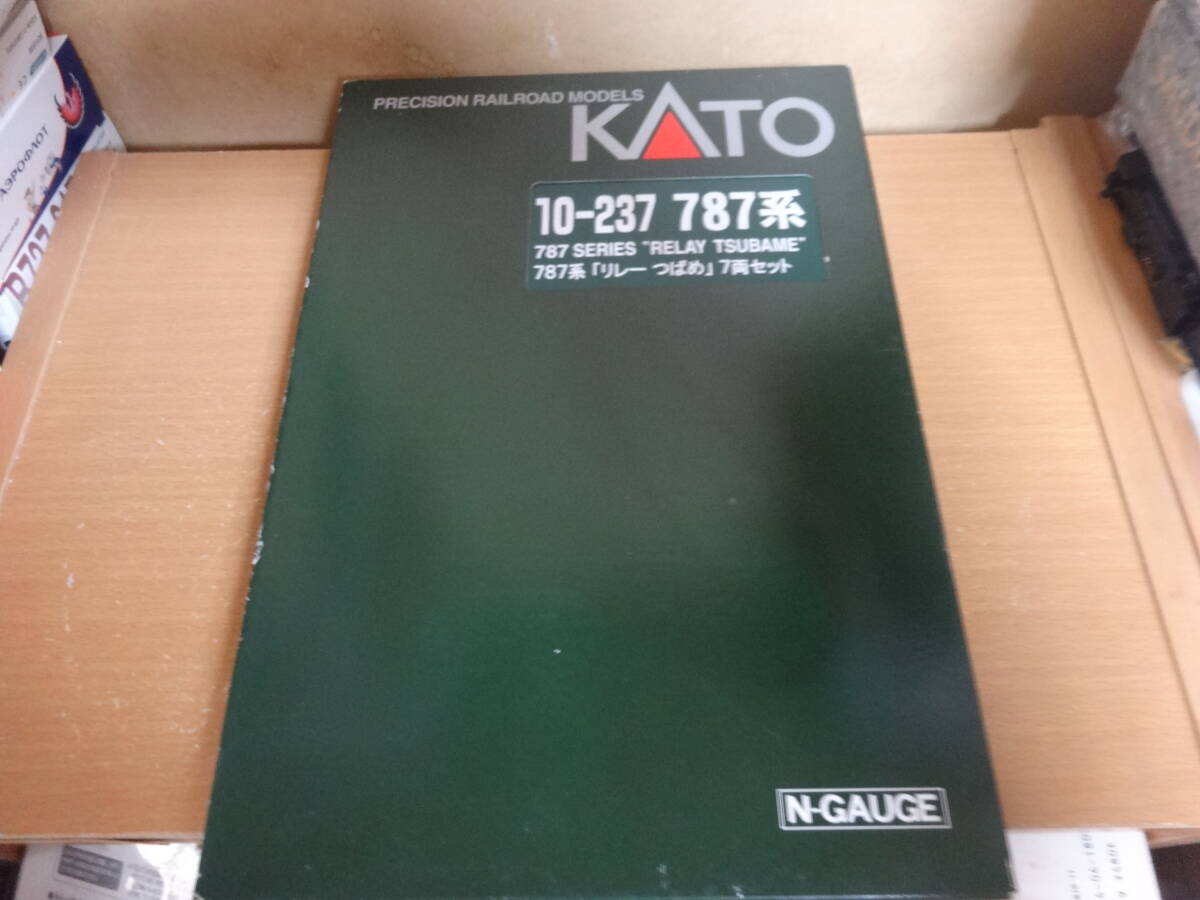 PRECISION RAILROAD MODELS
KATO
10-237 787系
787 SERIES "RELAY TSUBAME"
787系「リレー つばめ」7両セット
N-GAUGE
АЭРОФЛОТ